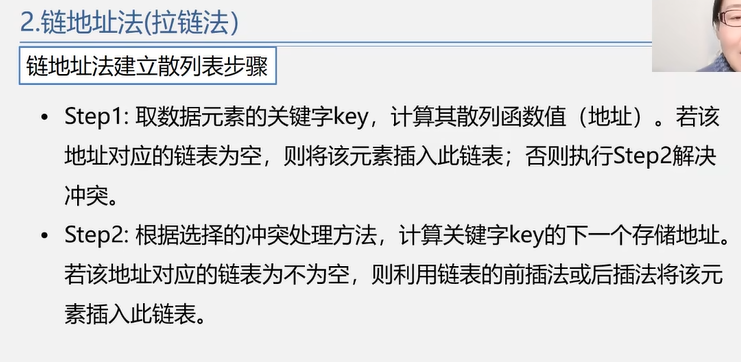 2.链地址法(拉链法)
链地址法建立散列表步骤
• Step1: 取数据元素的关键字key，计算其散列函数值（地址）。若该
地址对应的链表为空，则将该元素插入此链表；否则执行Step2解决
冲突。
• Step2: 根据选择的冲突处理方法，计算关键字key的下一个存储地址。
若该地址对应的链表为不为空，则利用链表的前插法或后插法将该元
素插入此链表。